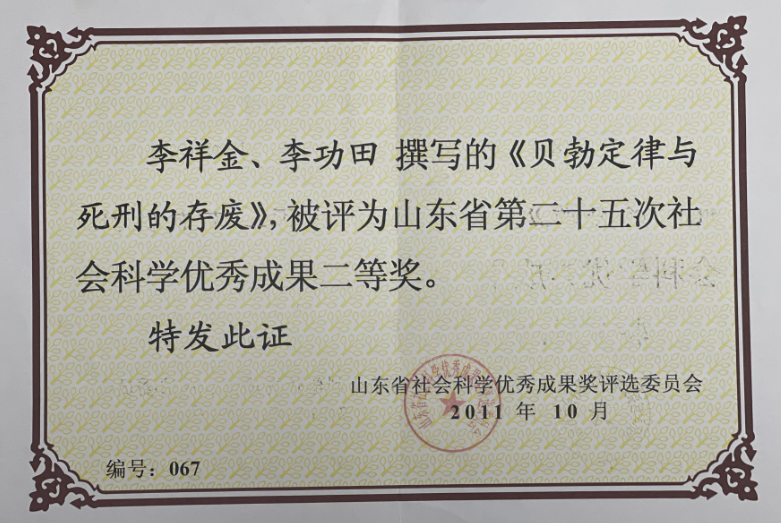 李祥金、李功田 撰写的《贝勃定律与
死刑的存废》，被评为山东省第二十五次社
会科学优秀成果二等奖。
特发此证
山东省社会科学优秀成果奖评选委员会
2011 年 10 月
编号：067